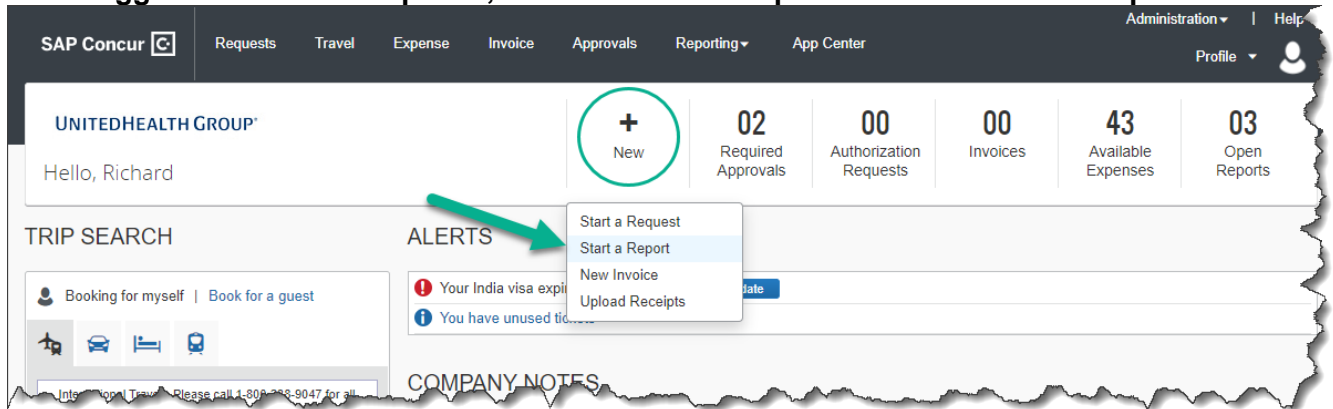 Administration | Help
SAP Concur C Requests Travel Expense Invoice Approvals Reporting App Center
Profile
UNITEDHEALTH GROUP
Hello, Richard
+
New
02
Required
Approvals
00
Authorization
Requests
00
Invoices
43
Available
Expenses
03
Open
Reports
Start a Request
Start a Report
New Invoice
Upload Receipts
TRIP SEARCH
Booking for myself | Book for a guest
ALERTS
Your India visa
You have unused
COMPANY NOTES